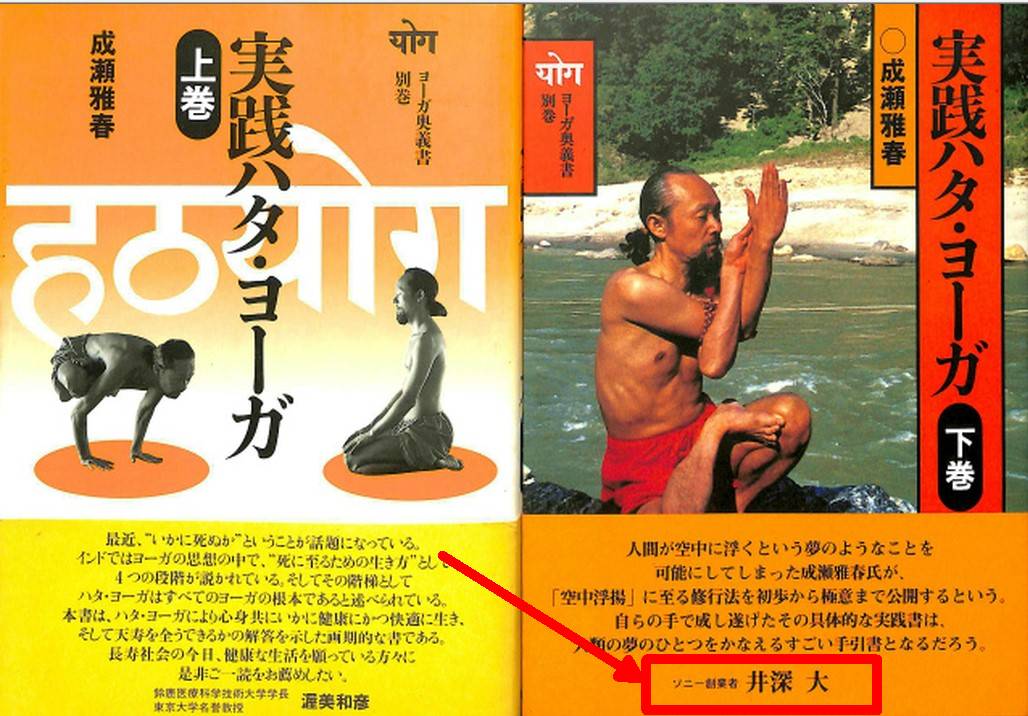 成瀬雅春
上巻
実践ハタ・ヨーガ
योग
ヨーガ奥義書
別巻
हठयोग
最近、“いかに死ぬか”ということが話題になっている。
インドではヨーガの思想の中で、“死に至るための生き方”とし
4つの段階が説かれている。そしてその階梯として
ハタ・ヨーガはすべてのヨーガの根本であると述べられている。
本書は、ハタ・ヨーガにより心身共にいかに健康にかつ快適に生き、
そして天寿を全うできるかの解答を示した画期的な書である。
長寿社会の今日、健康な生活を願っている方々に
是非ご一読をお薦めしたい。
鈴鹿医療科学技術大学学長
東京大学名誉教授 渥美和彦
योग
ヨーガ奥義書
別巻
○成瀬雅春
実践ハタ・ヨーガ
下巻
人間が空中に浮くという夢のようなことを
可能にしてしまった成瀬雅春氏が、
「空中浮揚」に至る修行法を初歩から極意まで公開するという。
自らの手で成し遂げたその具体的な実践書は、
類の夢のひとつをかなえるすごい手引書となるだろう。
ソニー創業者 井深 大